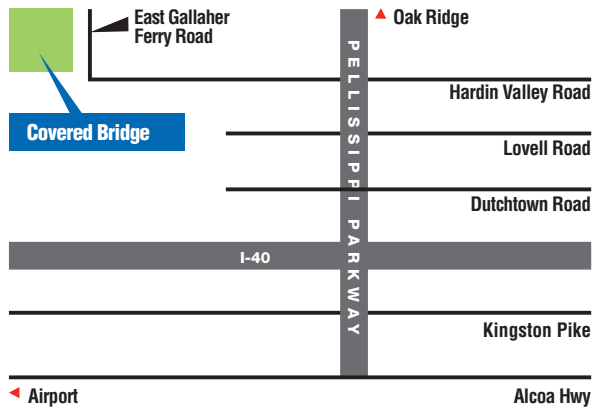 East Gallaher
Ferry Road
Oak Ridge
PELLISSIPPI PARKWAY
Hardin Valley Road
Covered Bridge
Lovell Road
Dutchtown Road
I-40
Kingston Pike
Airport
Alcoa Hwy